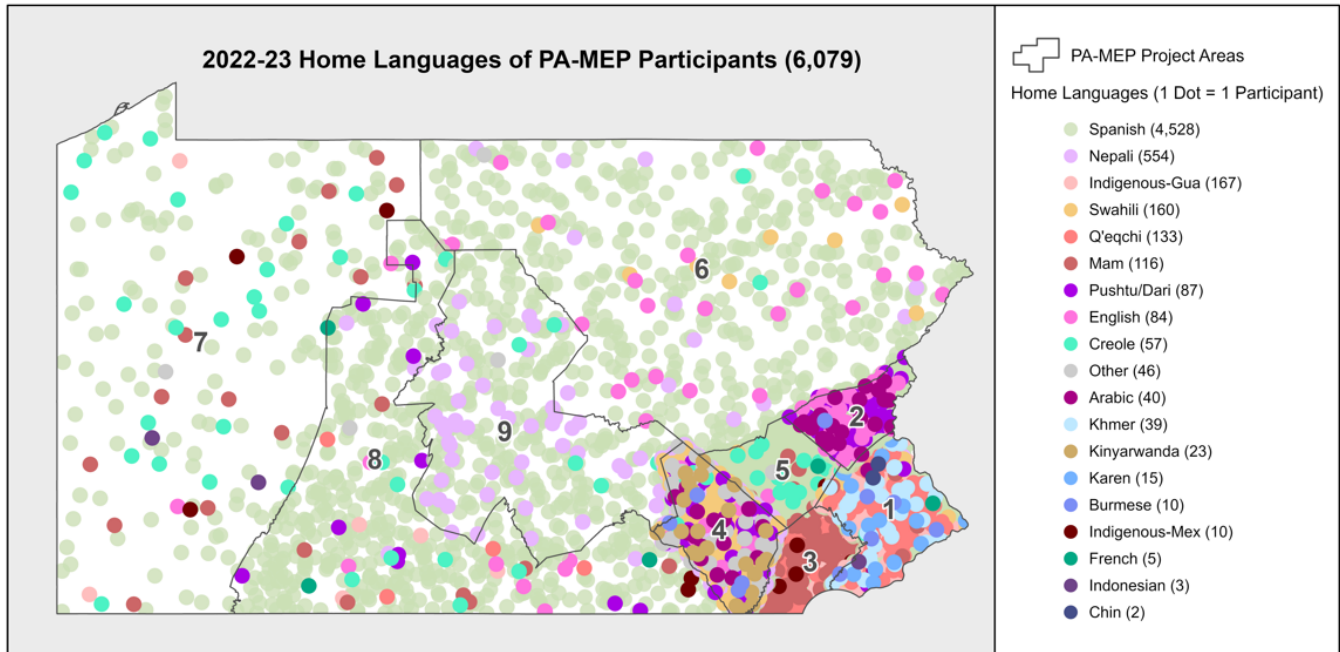 2022-23 Home Languages of PA-MEP Participants (6,079)
6
7
2
9
8
5
1
4
3
PA-MEP Project Areas
Home Languages (1 Dot = 1 Participant)
Spanish (4,528)
Nepali (554)
Indigenous-Gua (167)
Swahili (160)
Q'eqchi (133)
Mam (116)
Pushtu/Dari (87)
English (84)
Creole (57)
Other (46)
Arabic (40)
Khmer (39)
Kinyarwanda (23)
Karen (15)
Burmese (10)
Indigenous-Mex (10)
French (5)
Indonesian (3)
Chin (2)